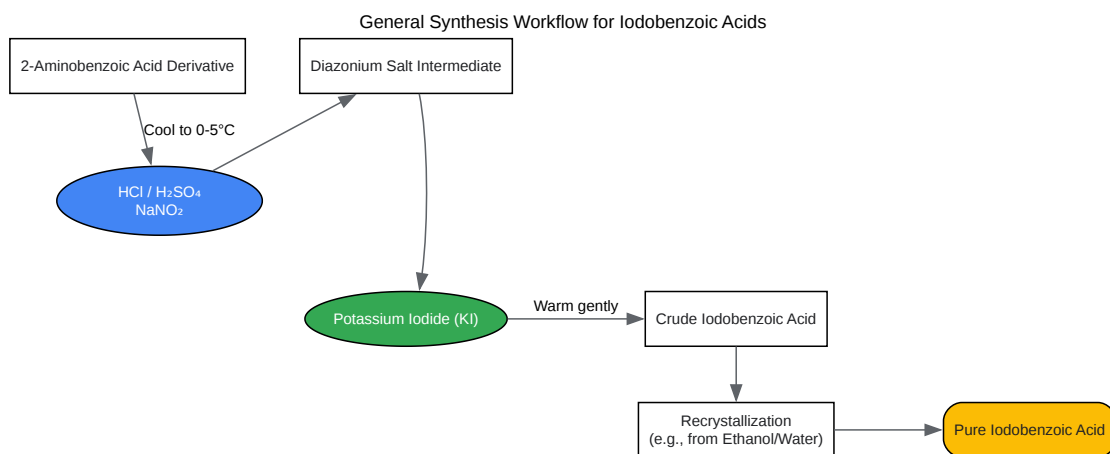 General Synthesis Workflow for Iodobenzoic Acids
2-Aminobenzoic Acid Derivative
Diazonium Salt Intermediate
Cool to 0-5°C
HCl / H₂SO₄
NaNO₂
Potassium Iodide (KI)
Warm gently
Crude Iodobenzoic Acid
Recrystallization
(e.g., from Ethanol/Water)
Pure Iodobenzoic Acid